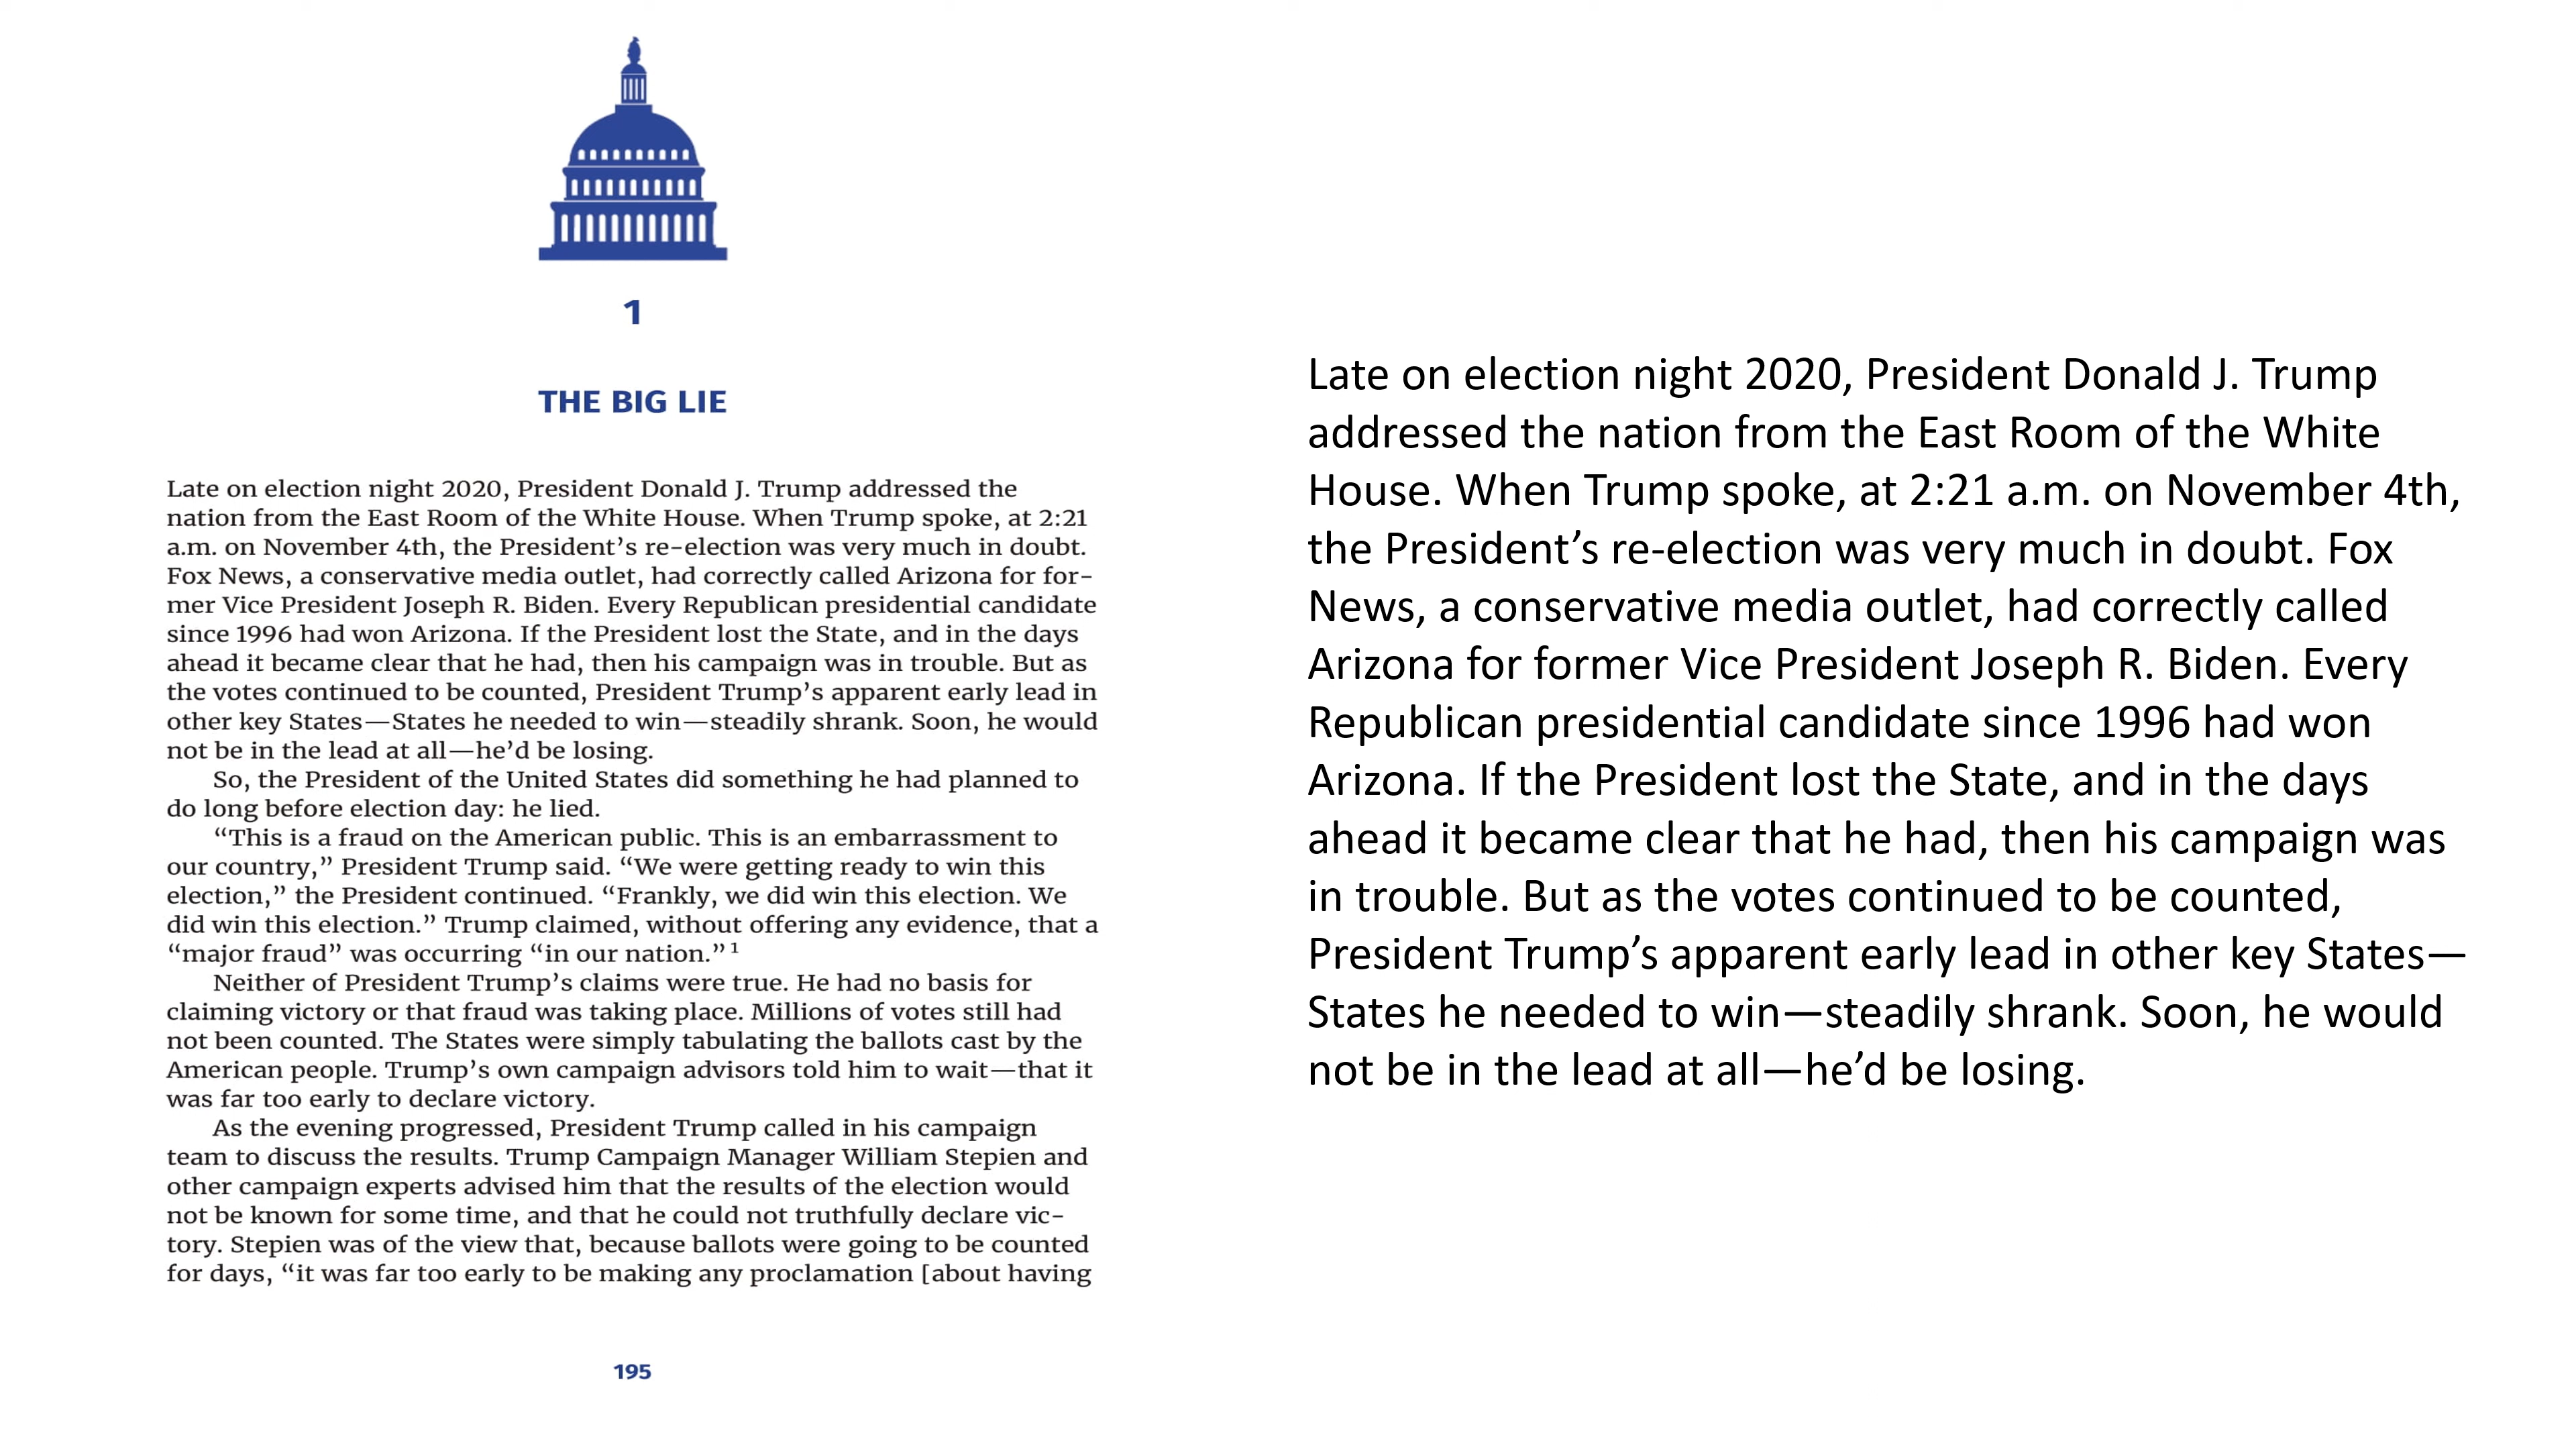 1
THE BIG LIE
Late on election night 2020, President Donald J. Trump addressed the
nation from the East Room of the White House. When Trump spoke, at 2:21
a.m. on November 4th, the President’s re-election was very much in doubt.
Fox News, a conservative media outlet, had correctly called Arizona for for-
mer Vice President Joseph R. Biden. Every Republican presidential candidate
since 1996 had won Arizona. If the President lost the State, and in the days
ahead it became clear that he had, then his campaign was in trouble. But as
the votes continued to be counted, President Trump’s apparent early lead in
other key States—States he needed to win—steadily shrank. Soon, he would
not be in the lead at all—he’d be losing.
So, the President of the United States did something he had planned to
do long before election day: he lied.
“This is a fraud on the American public. This is an embarrassment to
our country,” President Trump said. “We were getting ready to win this
election,” the President continued. “Frankly, we did win this election. We
did win this election.” Trump claimed, without offering any evidence, that a
“major fraud” was occurring “in our nation.” 1
Neither of President Trump’s claims were true. He had no basis for
claiming victory or that fraud was taking place. Millions of votes still had
not been counted. The States were simply tabulating the ballots cast by the
American people. Trump’s own campaign advisors told him to wait—that it
was far too early to declare victory.
As the evening progressed, President Trump called in his campaign
team to discuss the results. Trump Campaign Manager William Stepien and
other campaign experts advised him that the results of the election would
not be known for some time, and that he could not truthfully declare vic-
tory. Stepien was of the view that, because ballots were going to be counted
for days, “it was far too early to be making any proclamation [about having
195
Late on election night 2020, President Donald J. Trump
addressed the nation from the East Room of the White
House. When Trump spoke, at 2:21 a.m. on November 4th,
the President’s re-election was very much in doubt. Fox
News, a conservative media outlet, had correctly called
Arizona for former Vice President Joseph R. Biden. Every
Republican presidential candidate since 1996 had won
Arizona. If the President lost the State, and in the days
ahead it became clear that he had, then his campaign was
in trouble. But as the votes continued to be counted,
President Trump’s apparent early lead in other key States—
States he needed to win—steadily shrank. Soon, he would
not be in the lead at all—he’d be losing.